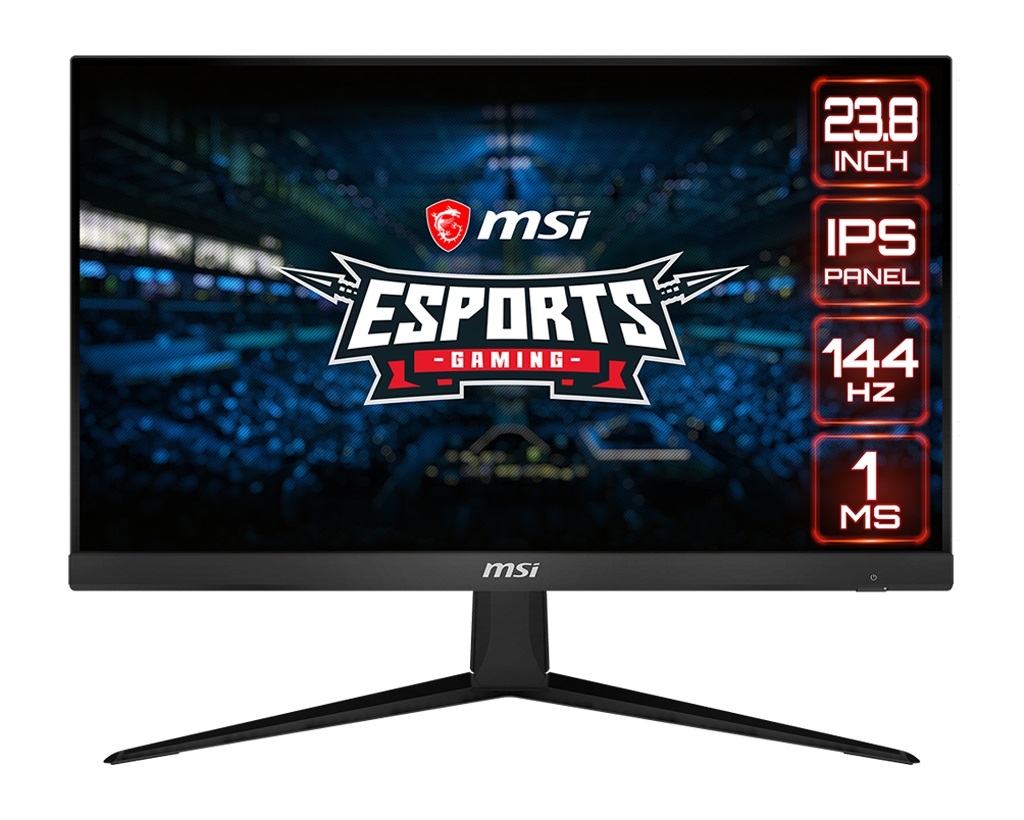 msi
ESPORTS
-GAMING-
23.8
INCH
IPS
PANEL
144
HZ
1
MS
msi